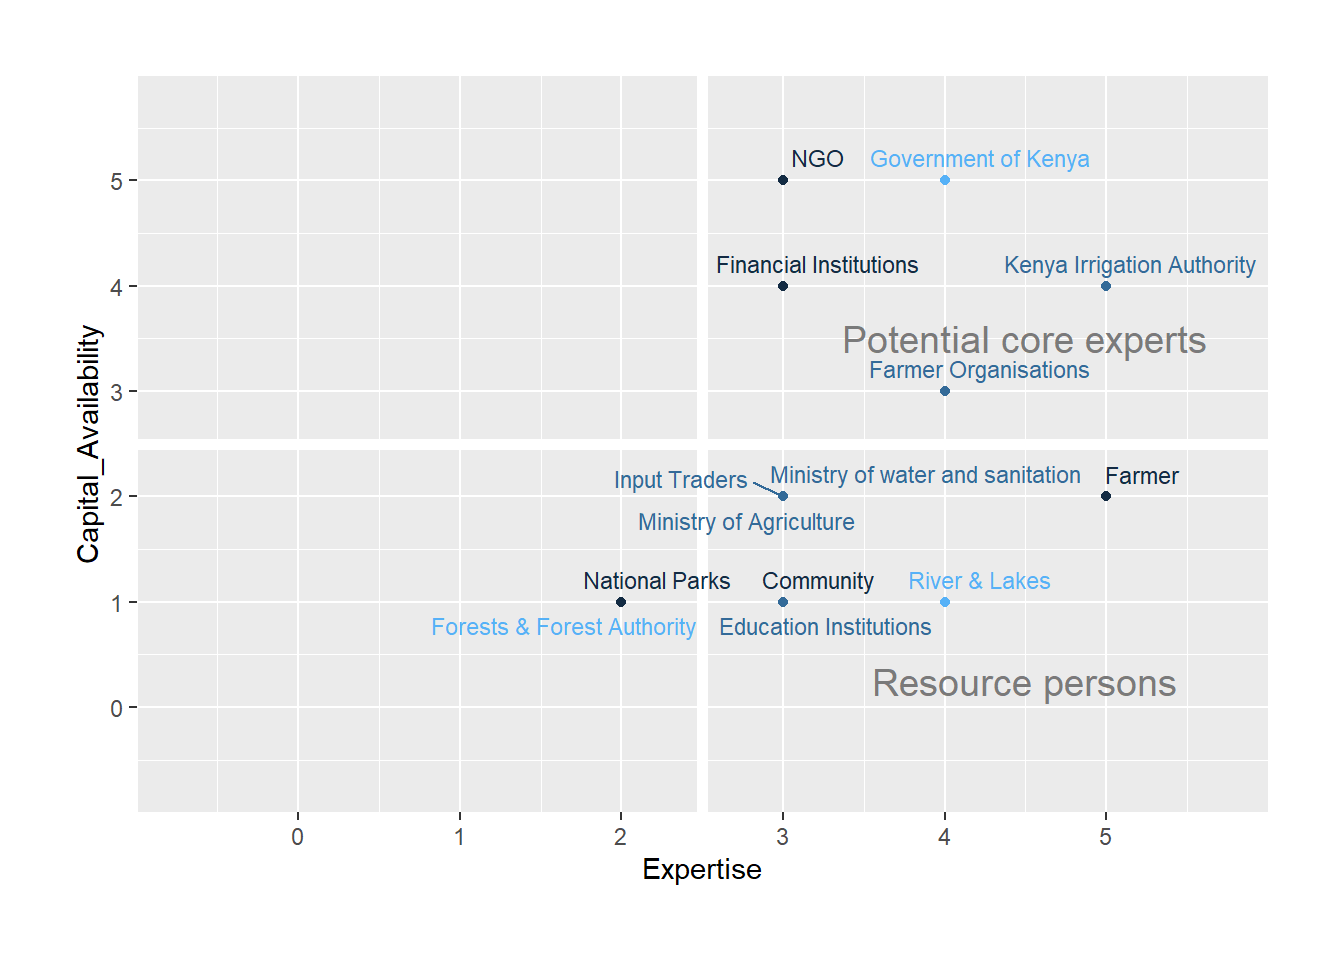 NGO
Government of Kenya
5
Financial Institutions
Kenya Irrigation Authority
4
Potential core experts
Farmer Organisations
3
Capital_Availability
Input Traders
Ministry of water and sanitation
Farmer
2
Ministry of Agriculture
National Parks
Community
River & Lakes
1
Forests & Forest Authority
Education Institutions
Resource persons
0
0 1 2 3 4 5
Expertise